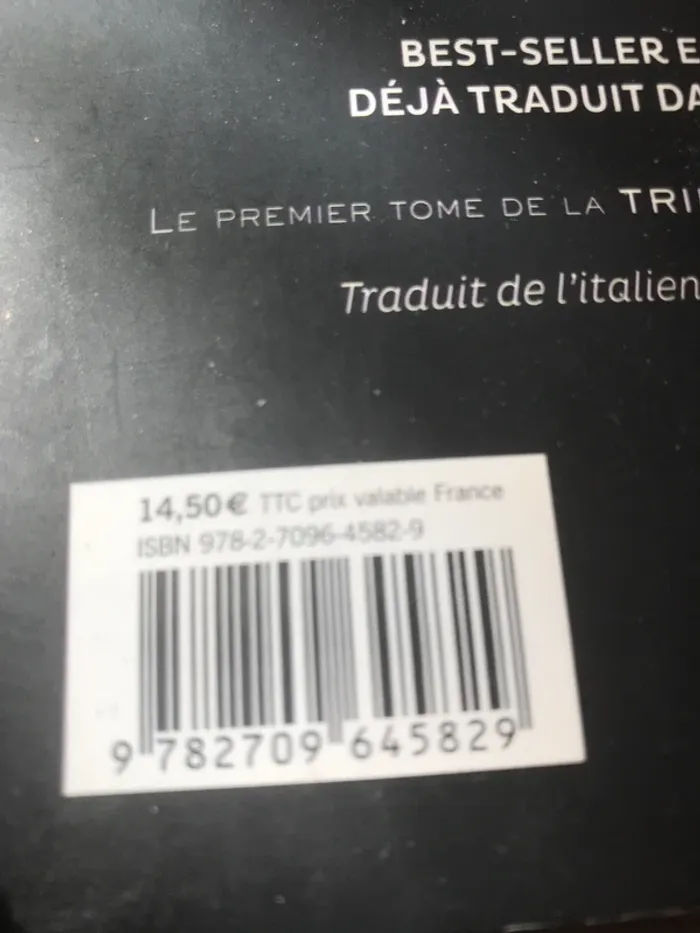 BEST-SELLER E
DÉJÀ TRADUIT DA
LE PREMIER TOME DE LA TRI
Traduit de l'italien
14,50€ TTC prix valable France
ISBN 978-2-7096-4582-9
9 782709 645829